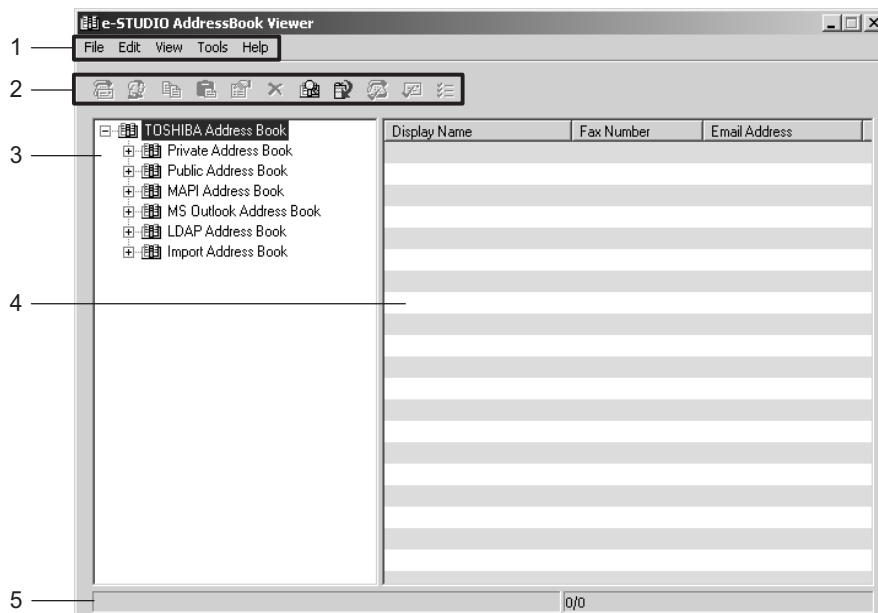 e-STUDIO AddressBook Viewer
1
File Edit View Tools Help
2
3
TOSHIBA Address Book
Private Address Book
Public Address Book
MAPI Address Book
MS Outlook Address Book
LDAP Address Book
Import Address Book
Display Name Fax Number Email Address
4
5
0/0